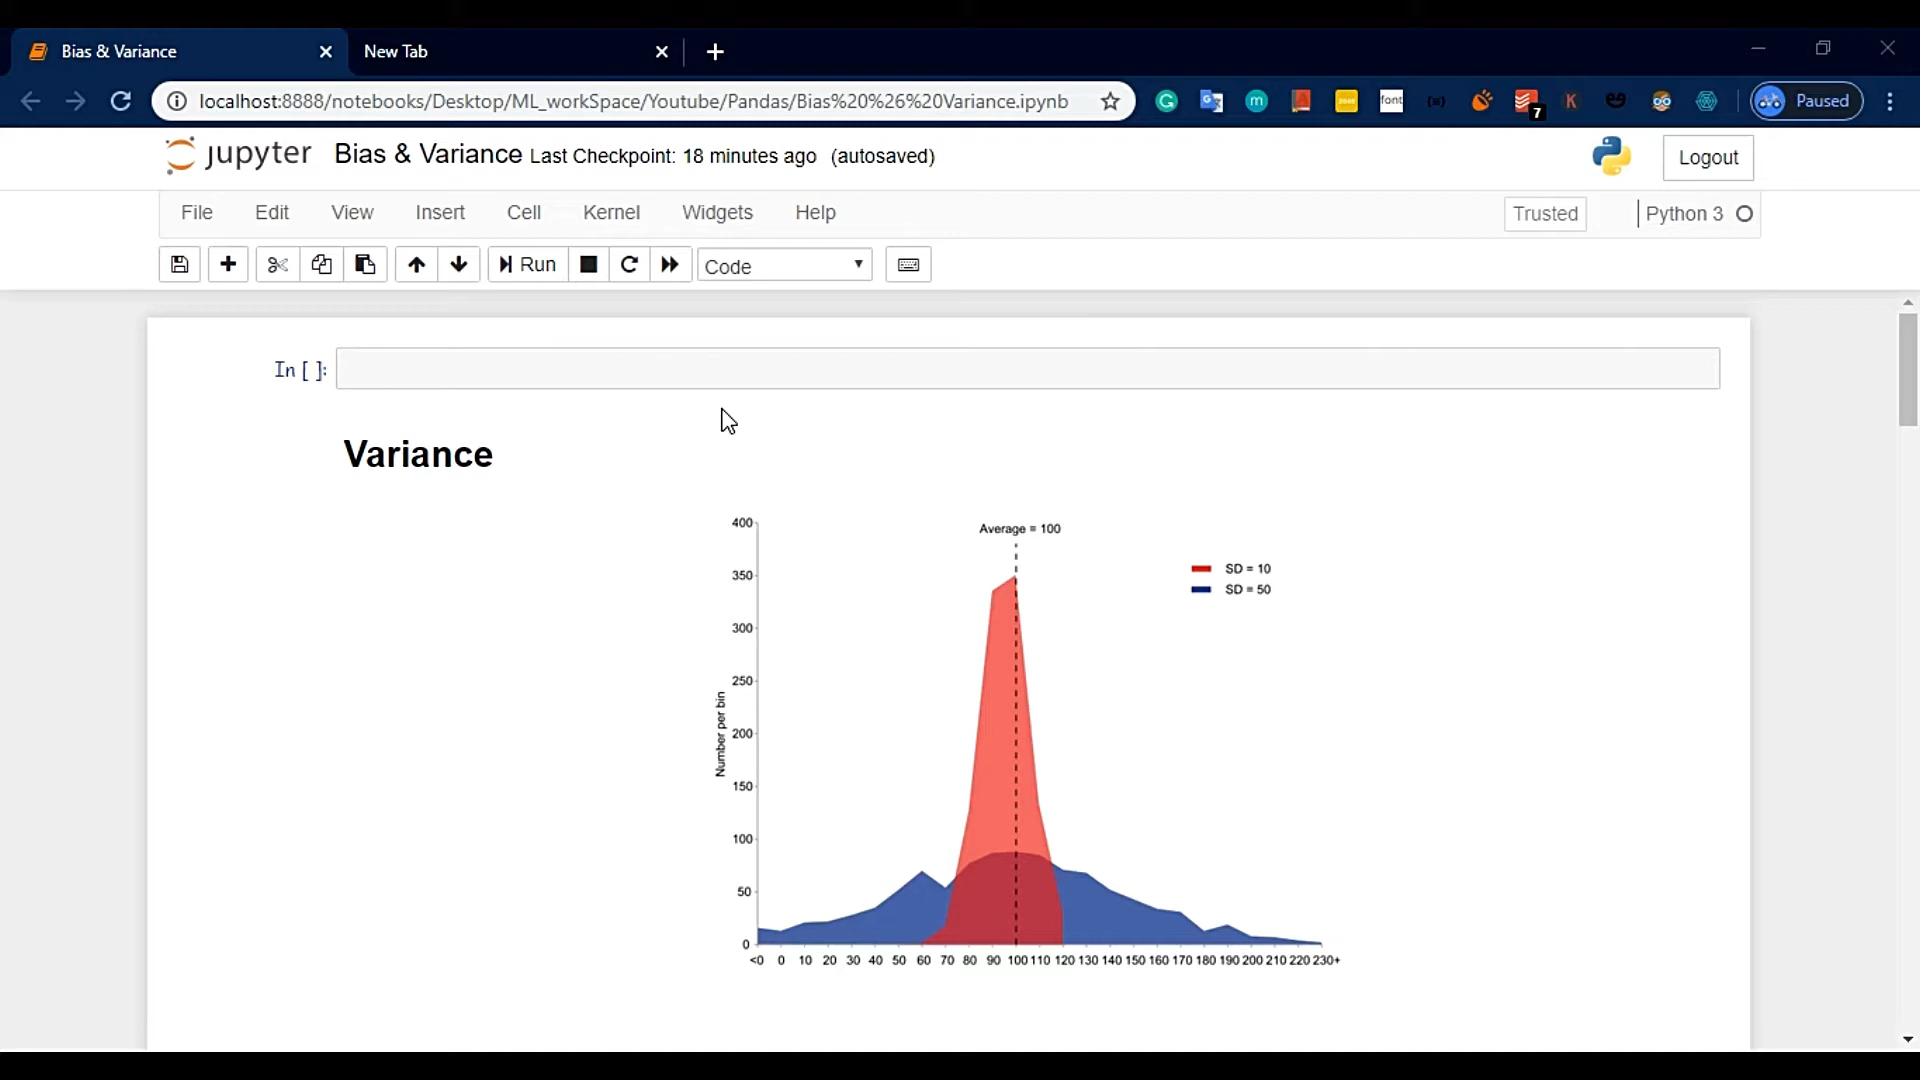 Bias & Variance
New Tab
localhost:8888/notebooks/Desktop/ML_workSpace/Youtube/Pandas/Bias%20%26%20Variance.ipynb
G
m
font
7
K
Paused
jupyter Bias & Variance Last Checkpoint: 18 minutes ago (autosaved)
Logout
File Edit View Insert Cell Kernel Widgets Help
Trusted
Python 3
Run
Code
In [ ]:
Variance
Average = 100
SD = 10
SD = 50
Number per bin
400
350
300
250
200
150
100
50
0
<0 0 10 20 30 40 50 60 70 80 90 100 110 120 130 140 150 160 170 180 190 200 210 220 230+